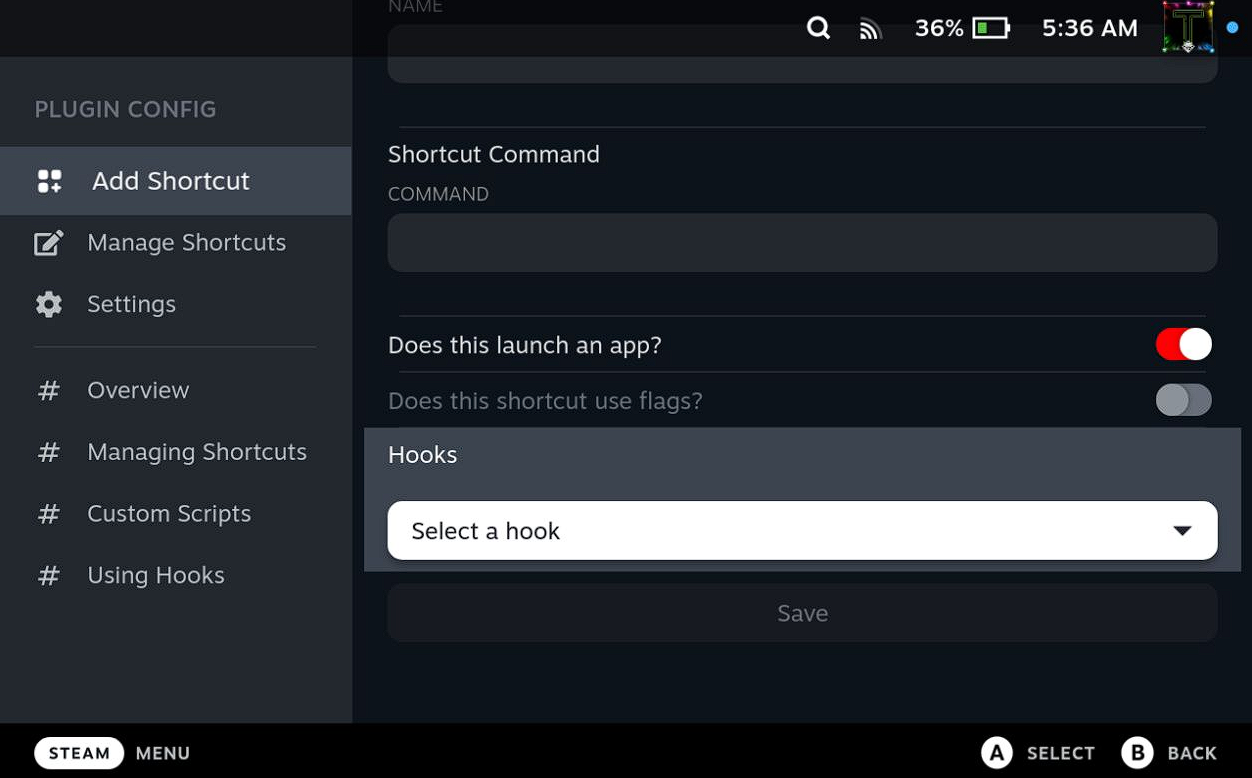 NAME
36%
5:36 AM
T
PLUGIN CONFIG
Add Shortcut
Manage Shortcuts
Settings
# Overview
# Managing Shortcuts
# Custom Scripts
# Using Hooks
Shortcut Command
COMMAND
Does this launch an app?
Does this shortcut use flags?
Hooks
Select a hook
Save
STEAM MENU
A SELECT B BACK